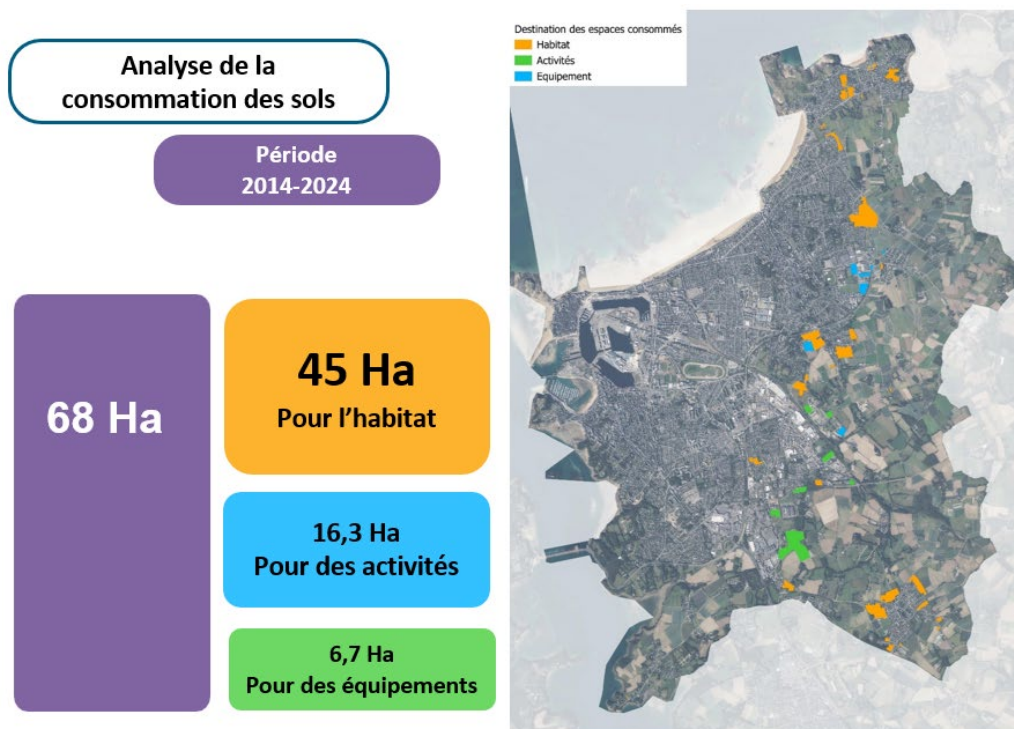 Analyse de la
consommation des sols
Période
2014-2024
68 Ha
45 Ha
Pour l'habitat
16,3 Ha
Pour des activités
6,7 Ha
Pour des équipements
Destination des espaces consommés
Habitat
Activités
Equipement